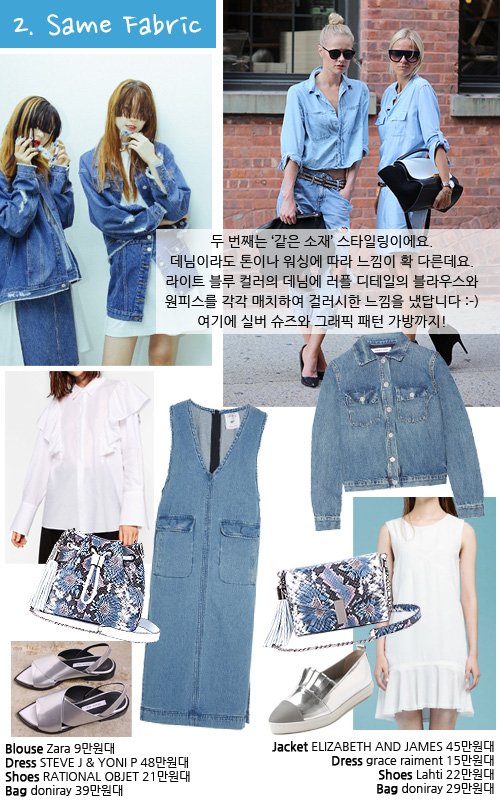 2. Same Fabric
두 번째는 ‘같은 소재’ 스타일링이에요.
데님이라도 톤이나 워싱에 따라 느낌이 확 다른데요.
라이트 블루 컬러의 데님에 러플 디테일의 블라우스와
원피스를 각각 매치하여 걸러시한 느낌을 냈답니다 :-)
여기에 실버 슈즈와 그래픽 패턴 가방까지!
Blouse Zara 9만원대
Dress STEVE J & YONI P 48만원대
Shoes RATIONAL OBJET 21만원대
Bag doniray 39만원대
Jacket ELIZABETH AND JAMES 45만원대
Dress grace raiment 15만원대
Shoes Lahti 22만원대
Bag doniray 29만원대